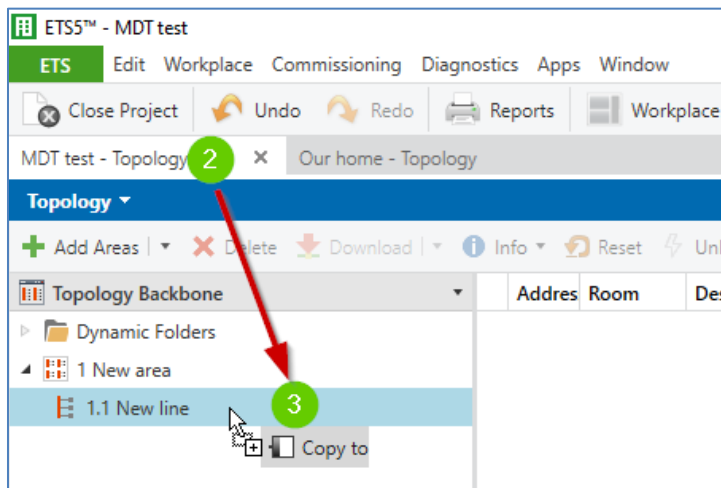 ETS5™ - MDT test
ETS Edit Workplace Commissioning Diagnostics Apps Window
Close Project Undo Redo Reports Workplace
MDT test - Topology 2 × Our home - Topology
Topology
Add Areas Delete Download Info Reset Unl
Topology Backbone Addres Room Des
Dynamic Folders
1 New area
1.1 New line 3
Copy to